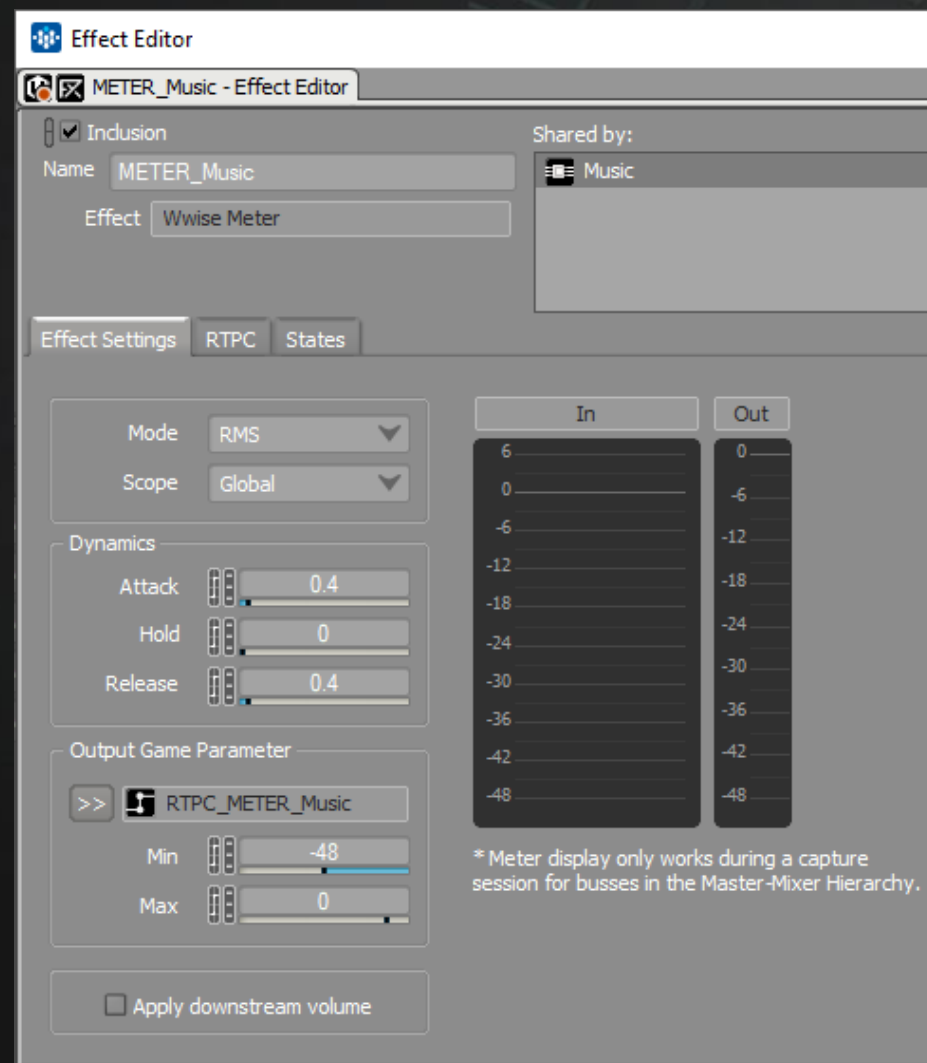 Effect Editor
METER_Music - Effect Editor
Inclusion
Shared by:
Name METER_Music
Music
Effect Wwise Meter
Effect Settings RTPC States
Mode RMS
Scope Global
Dynamics
Attack 0.4
Hold 0
Release 0.4
Output Game Parameter
>> RTPC_METER_Music
Min -48
Max 0
Apply downstream volume
In
6
0
-6
-12
-18
-24
-30
-36
-42
-48
Out
0
-6
-12
-18
-24
-30
-36
-42
-48
* Meter display only works during a capture
session for busses in the Master-Mixer Hierarchy.